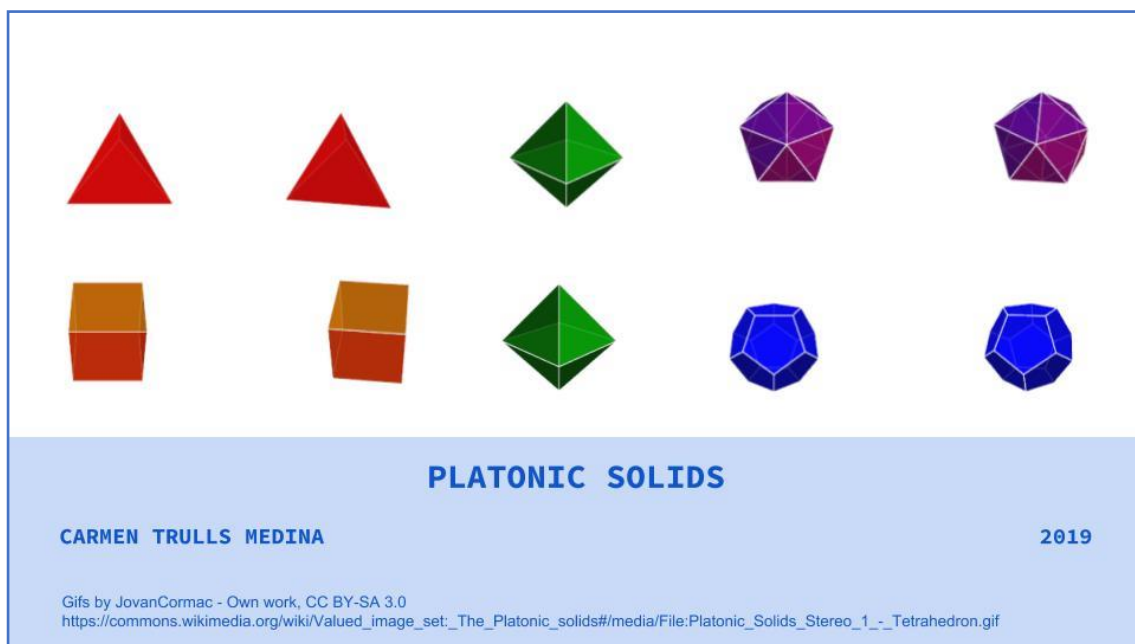 PLATONIC SOLIDS
CARMEN TRULLS MEDINA
2019
Gifs by JovanCormac - Own work, CC BY-SA 3.0
https://commons.wikimedia.org/wiki/Valued_image_set:_The_Platonic_solids#/media/File:Platonic_Solids_Stereo_1_-_Tetrahedron.gif